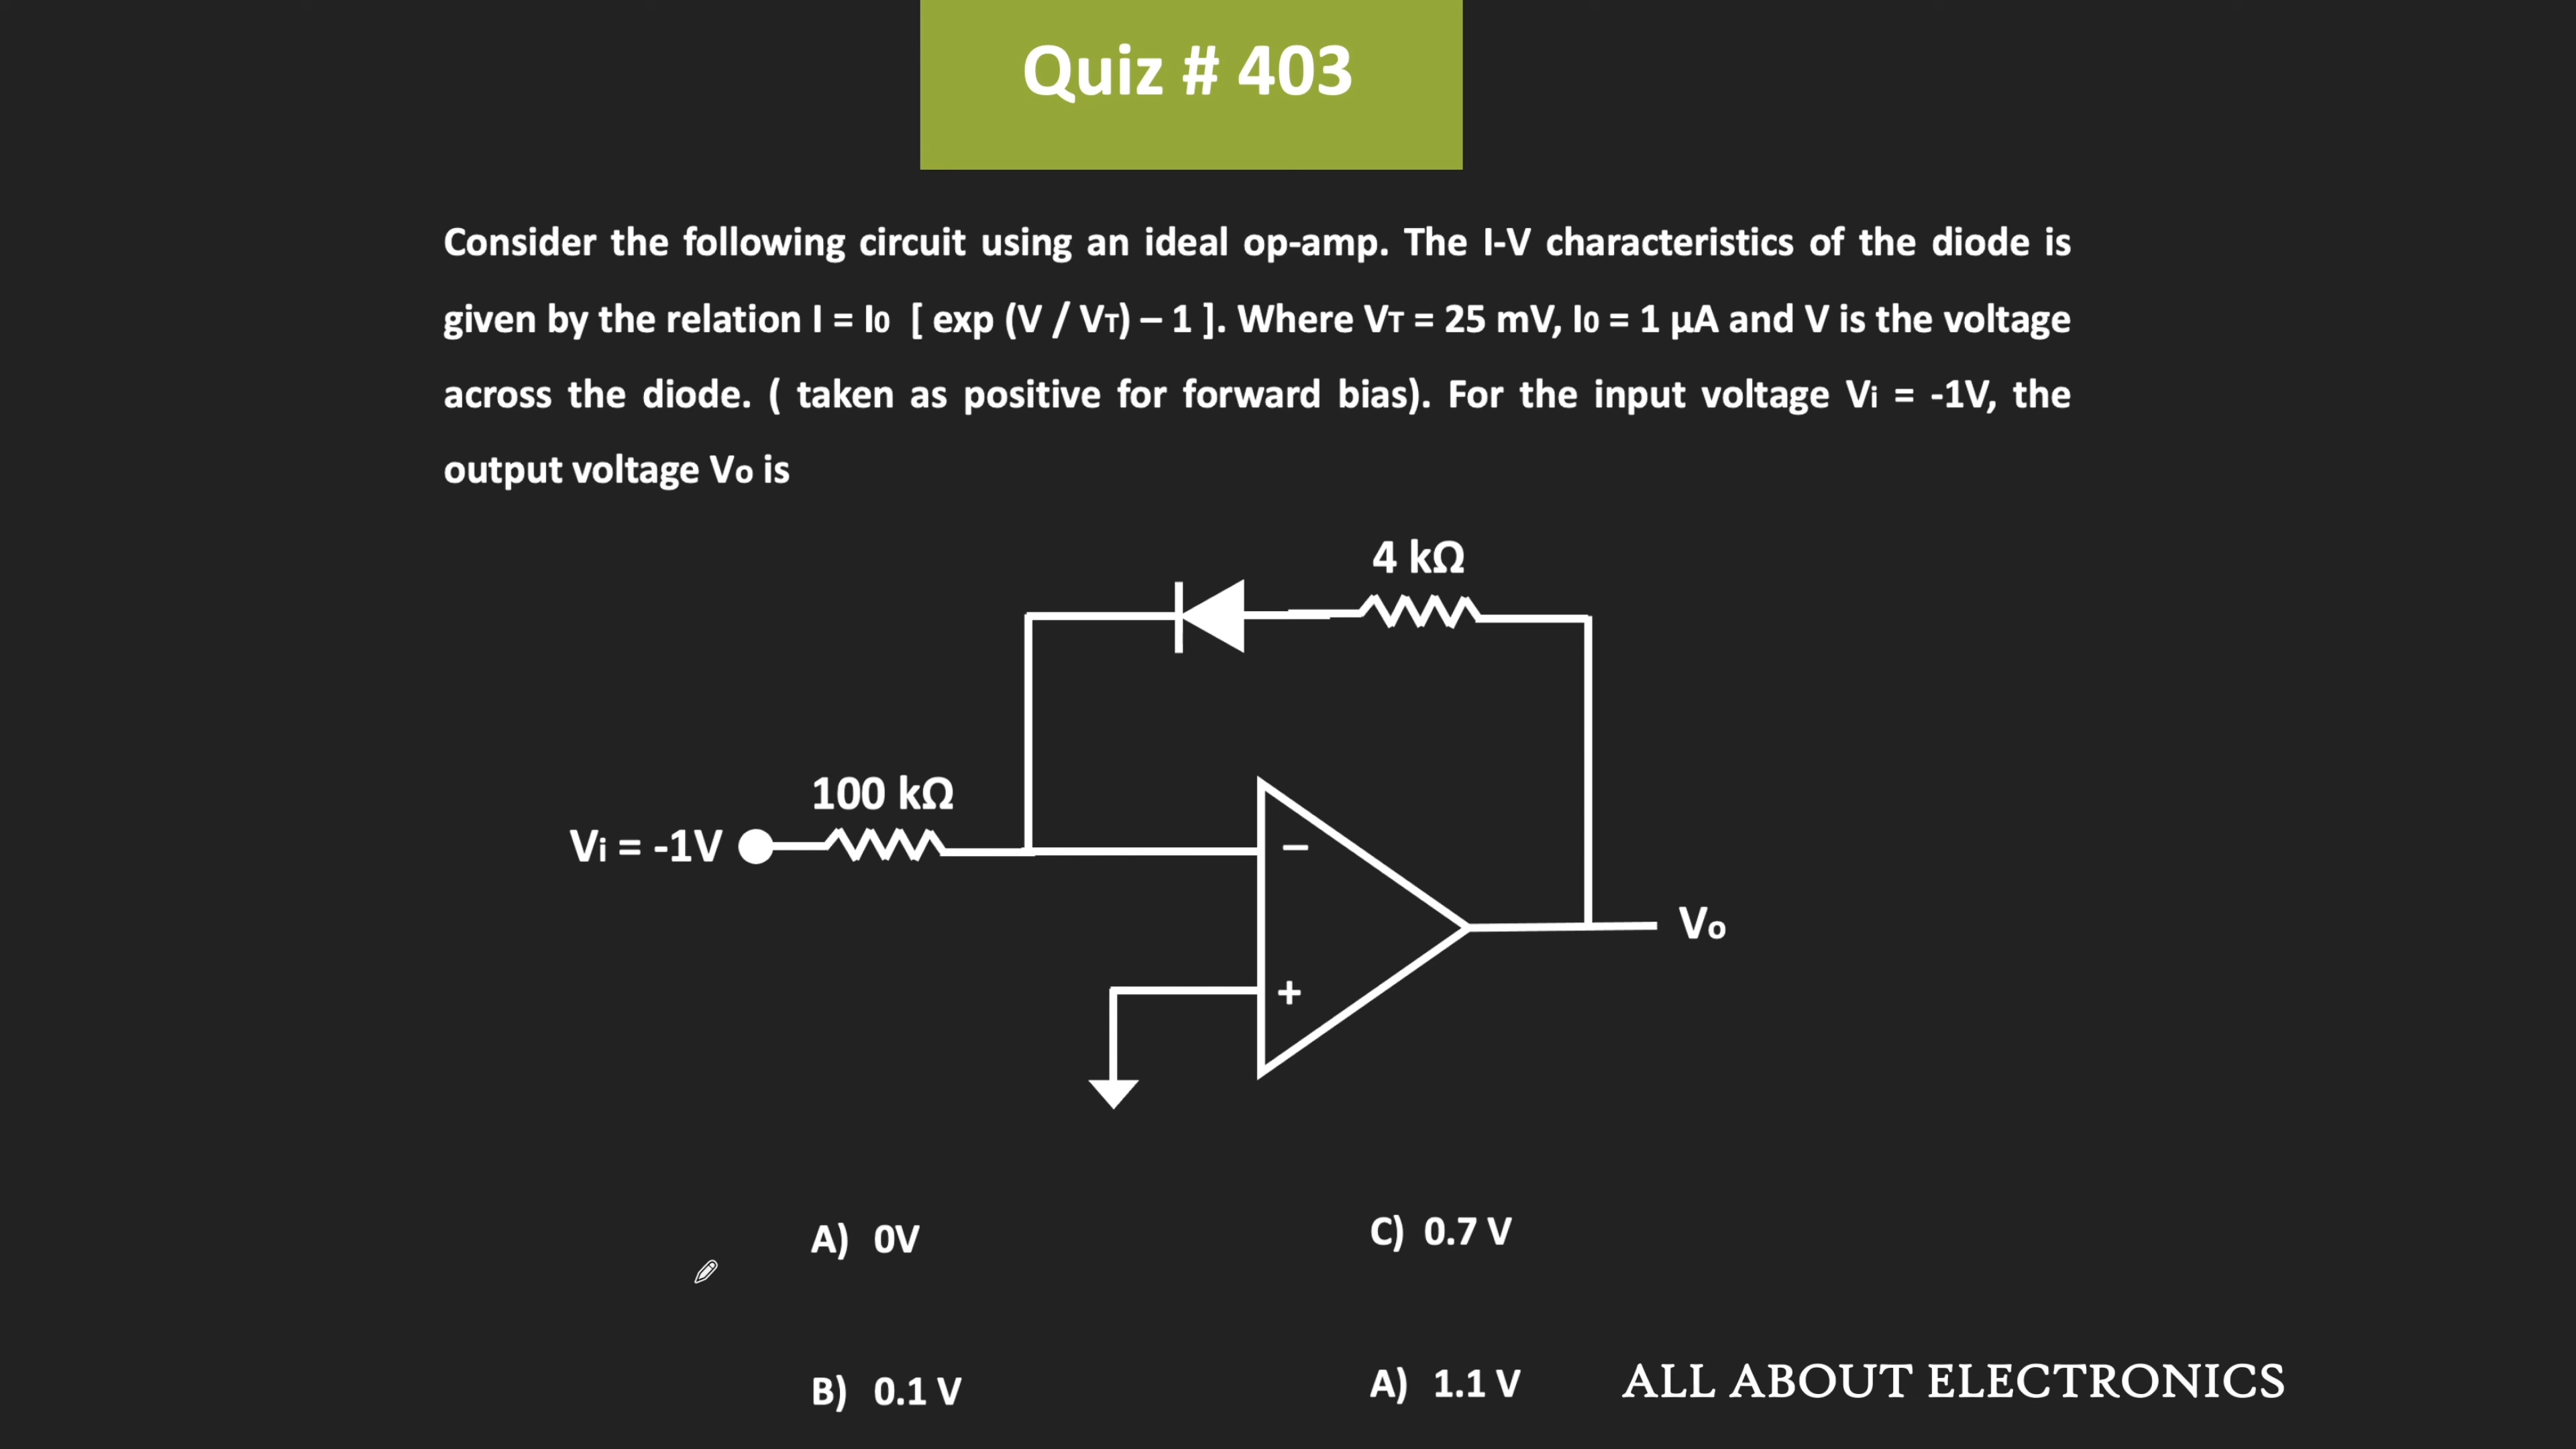 Quiz # 403
Consider the following circuit using an ideal op-amp. The I-V characteristics of the diode is
given by the relation I = I0 [ exp (V / VT) – 1 ]. Where VT = 25 mV, I0 = 1 μA and V is the voltage
across the diode. ( taken as positive for forward bias). For the input voltage Vi = -1V, the
output voltage Vo is
4 kΩ
100 kΩ
Vi = -1V
–
Vo
+
A) 0V
C) 0.7 V
B) 0.1 V
A) 1.1 V
ALL ABOUT ELECTRONICS